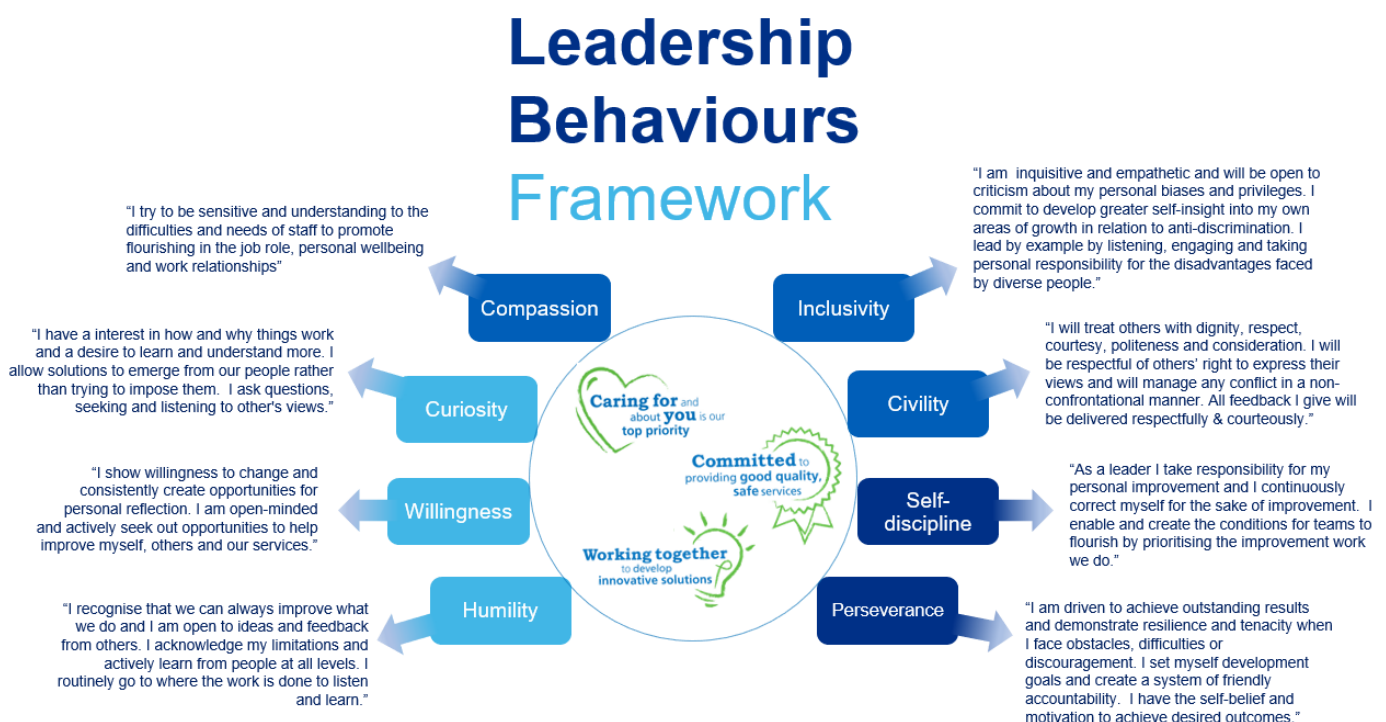 Leadership
Behaviours
Framework
“I try to be sensitive and understanding to the
difficulties and needs of staff to promote
flourishing in the job role, personal wellbeing
and work relationships”
Compassion
“I have a interest in how and why things work
and a desire to learn and understand more. I
allow solutions to emerge from our people rather
than trying to impose them.  I ask questions,
seeking and listening to other's views.”
Curiosity
“I show willingness to change and
consistently create opportunities for
personal reflection. I am open-minded
and actively seek out opportunities to help
improve myself, others and our services.”
Willingness
“I recognise that we can always improve what
we do and I am open to ideas and feedback
from others. I acknowledge my limitations and
actively learn from people at all levels. I
routinely go to where the work is done to listen
and learn.”
Humility
Caring for and
about you is our
top priority
Committed to
providing good quality,
safe services
Working together
to develop
innovative solutions
Inclusivity
“I am  inquisitive and empathetic and will be open to
criticism about my personal biases and privileges. I
commit to develop greater self-insight into my own
areas of growth in relation to anti-discrimination. I
lead by example by listening, engaging and taking
personal responsibility for the disadvantages faced
by diverse people.”
Civility
“I will treat others with dignity, respect,
courtesy, politeness and consideration. I will
be respectful of others’ right to express their
views and will manage any conflict in a non-
confrontational manner. All feedback I give will
be delivered respectfully & courteously.”
Self-
discipline
“As a leader I take responsibility for my
personal improvement and I continuously
correct myself for the sake of improvement.  I
enable and create the conditions for teams to
flourish by prioritising the improvement work
we do.”
Perseverance
“I am driven to achieve outstanding results
and demonstrate resilience and tenacity when
I face obstacles, difficulties or
discouragement. I set myself development
goals and create a system of friendly
accountability.  I have the self-belief and
motivation to achieve desired outcomes.”